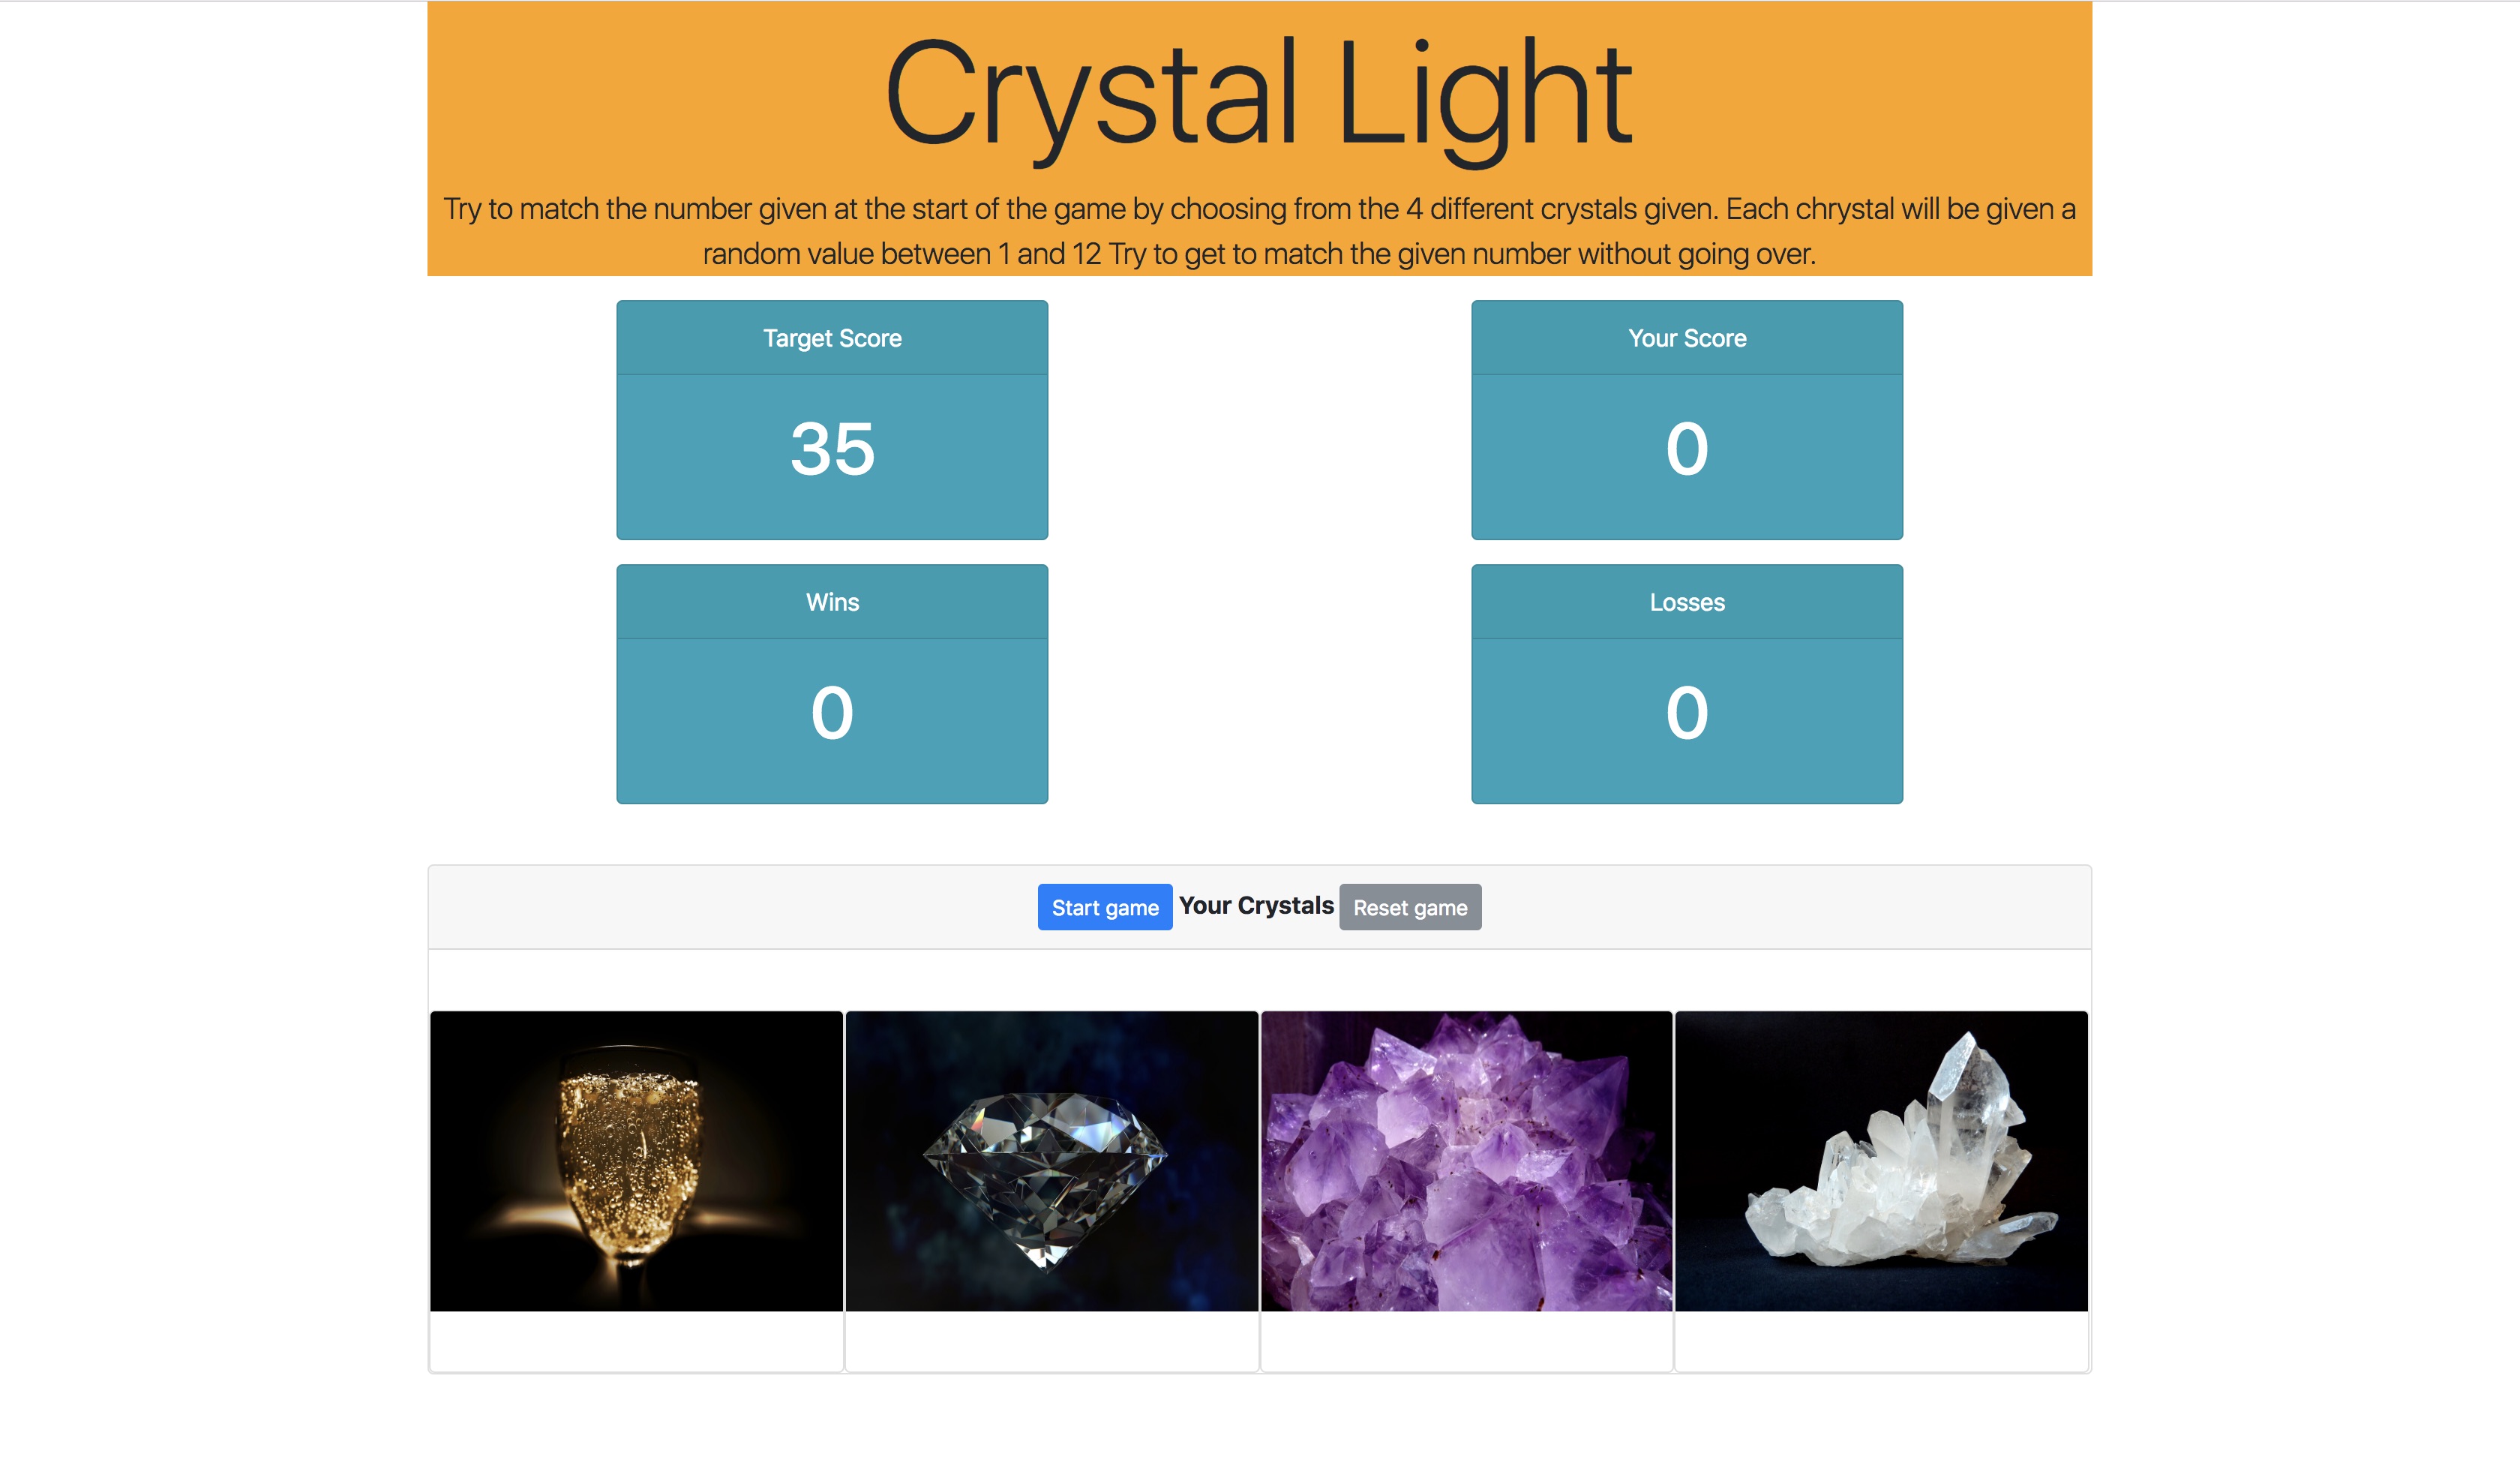 Crystal Light
Try to match the number given at the start of the game by choosing from the 4 different crystals given. Each chrystal will be given a
random value between 1 and 12 Try to get to match the given number without going over.
Target Score
35
Your Score
0
Wins
0
Losses
0
Start game Your Crystals Reset game